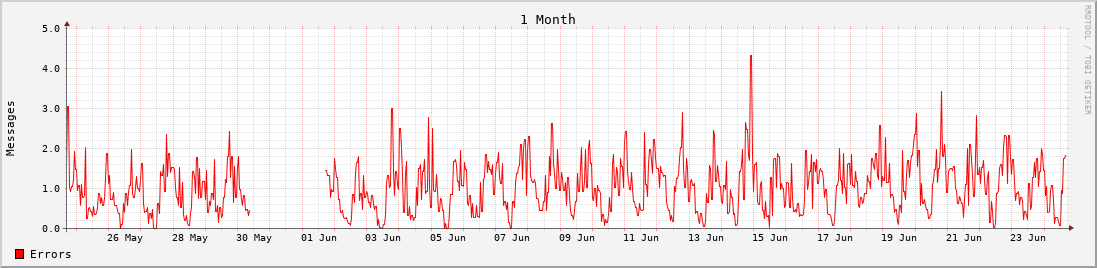 1 Month
RRDTOOL / TOBI OETIKER
Messages
5.0
4.0
3.0
2.0
1.0
0.0
26 May 28 May 30 May 01 Jun 03 Jun 05 Jun 07 Jun 09 Jun 11 Jun 13 Jun 15 Jun 17 Jun 19 Jun 21 Jun 23 Jun
Errors